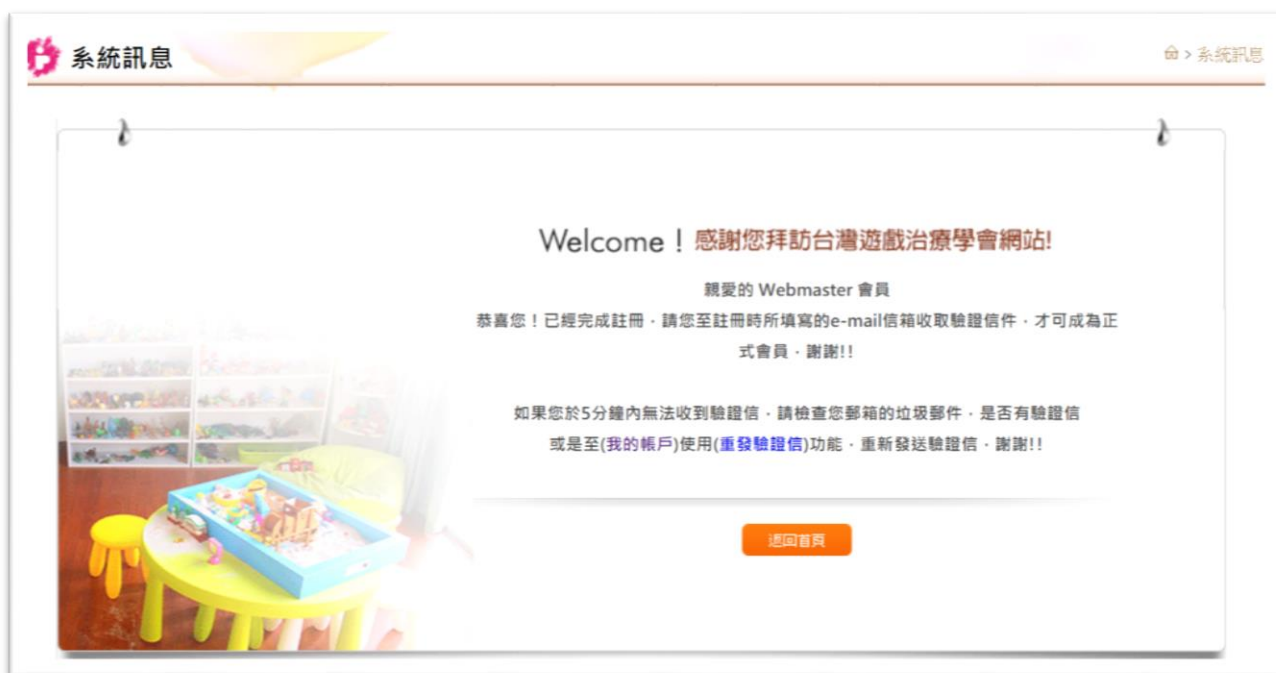 系統訊息
> 系統訊息
Welcome！感謝您拜訪台灣遊戲治療學會網站!
親愛的 Webmaster 會員
恭喜您！已經完成註冊，請您至註冊時所填寫的e-mail信箱收取驗證信件，才可成為正
式會員，謝謝!!
如果您於5分鐘內無法收到驗證信，請檢查您郵箱的垃圾郵件，是否有驗證信
或是至(我的帳戶)使用(重發驗證信)功能，重新發送驗證信，謝謝!!
返回首頁